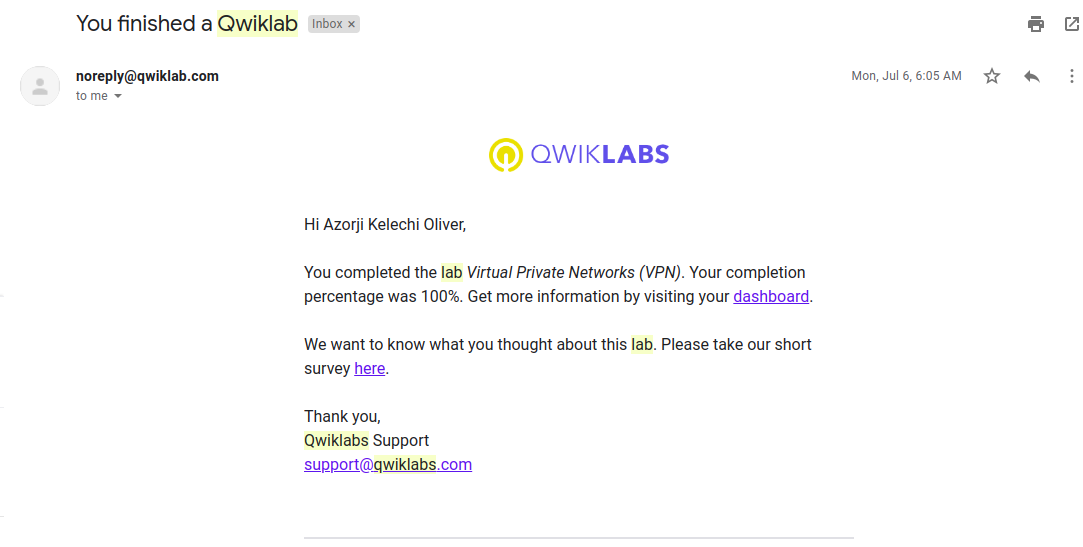 You finished a Qwiklab Inbox ×
noreply@qwiklab.com Mon, Jul 6, 6:05 AM
to me
QWIKLABS
Hi Azorji Kelechi Oliver,
You completed the lab Virtual Private Networks (VPN). Your completion
percentage was 100%. Get more information by visiting your dashboard.
We want to know what you thought about this lab. Please take our short
survey here.
Thank you,
Qwiklabs Support
support@qwiklabs.com